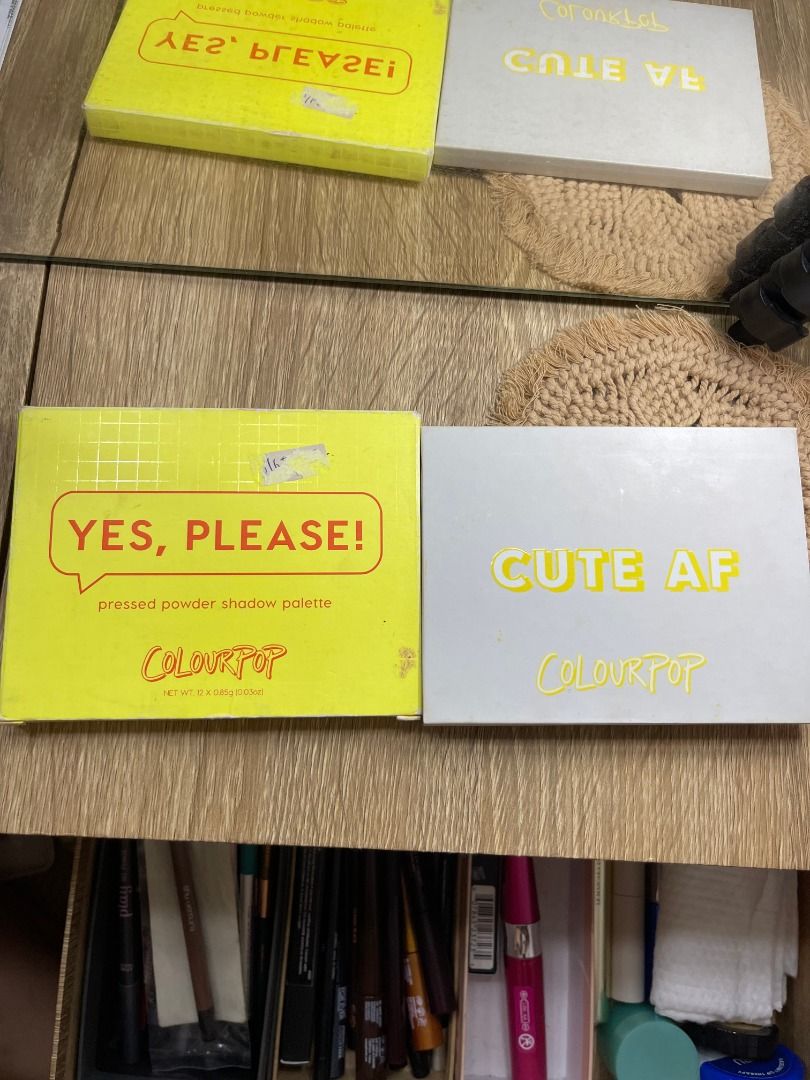 YES, PLEASE!
pressed powder shadow palette
COLOURPOP
NET WT. 12 X 0.85g (0.03oz)
CUTE AF
COLOURPOP